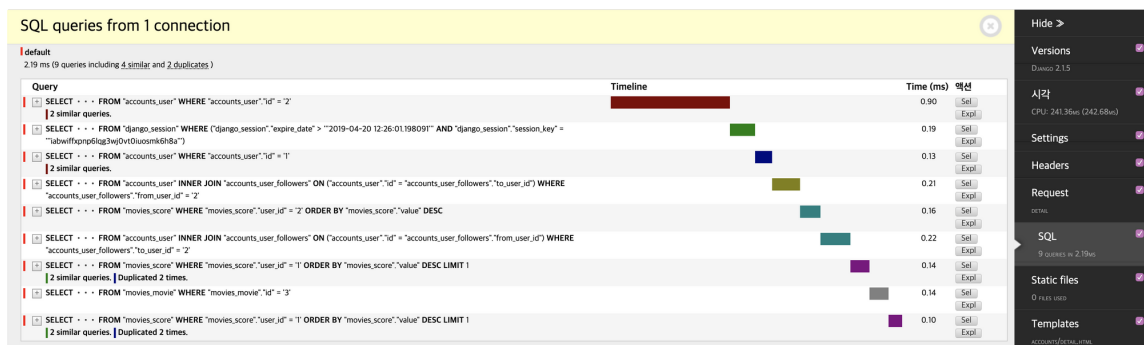 SQL queries from 1 connection
default
2.19 ms (9 queries including 4 similar and 2 duplicates )
Query Timeline Time (ms) 액션
+ SELECT · · · FROM "accounts_user" WHERE "accounts_user"."id" = '2' 0.90 Sel
2 similar queries. Expl
+ SELECT · · · FROM "django_session" WHERE ("django_session"."expire_date" > '''2019-04-20 12:26:01.198091''' AND "django_session"."session_key" = 0.19 Sel
'''iabwiffxpnp6lqg3wj0vt0iuosmk6h8a''') Expl
+ SELECT · · · FROM "accounts_user" WHERE "accounts_user"."id" = '1' 0.13 Sel
2 similar queries. Expl
+ SELECT · · · FROM "accounts_user" INNER JOIN "accounts_user_followers" ON ("accounts_user"."id" = "accounts_user_followers"."to_user_id") WHERE 0.21 Sel
"accounts_user_followers"."from_user_id" = '2' Expl
+ SELECT · · · FROM "movies_score" WHERE "movies_score"."user_id" = '2' ORDER BY "movies_score"."value" DESC 0.16 Sel
Expl
+ SELECT · · · FROM "accounts_user" INNER JOIN "accounts_user_followers" ON ("accounts_user"."id" = "accounts_user_followers"."from_user_id") WHERE 0.22 Sel
"accounts_user_followers"."to_user_id" = '2' Expl
+ SELECT · · · FROM "movies_score" WHERE "movies_score"."user_id" = '1' ORDER BY "movies_score"."value" DESC LIMIT 1 0.14 Sel
2 similar queries. Duplicated 2 times. Expl
+ SELECT · · · FROM "movies_movie" WHERE "movies_movie"."id" = '3' 0.14 Sel
Expl
+ SELECT · · · FROM "movies_score" WHERE "movies_score"."user_id" = '1' ORDER BY "movies_score"."value" DESC LIMIT 1 0.10 Sel
2 similar queries. Duplicated 2 times. Expl
Hide »
Versions
DJANGO 2.1.5
시각
CPU: 241.36MS (242.68MS)
Settings
Headers
Request
DETAIL
SQL
9 QUERIES IN 2.19MS
Static files
0 FILES USED
Templates
ACCOUNTS/DETAIL.HTML